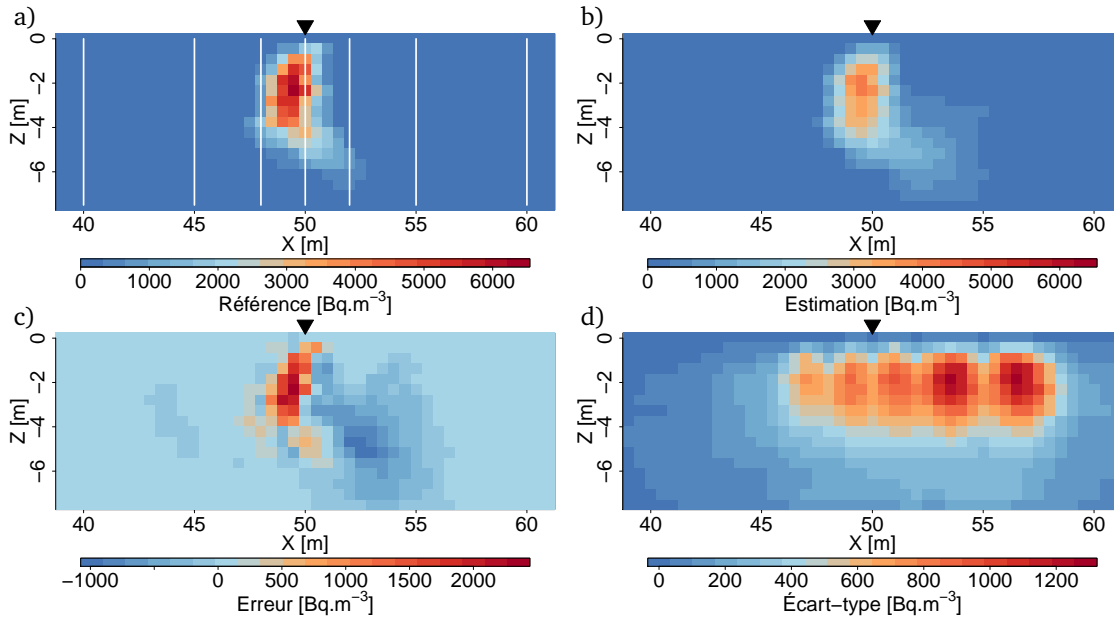 a)
0
−2
−4
−6
Z [m]
40 45 50 55 60
X [m]
0 1000 2000 3000 4000 5000 6000
Référence [Bq.m−3]
b)
0
−2
−4
−6
Z [m]
40 45 50 55 60
X [m]
0 1000 2000 3000 4000 5000 6000
Estimation [Bq.m−3]
c)
0
−2
−4
−6
Z [m]
40 45 50 55 60
X [m]
−1000 0 500 1000 1500 2000
Erreur [Bq.m−3]
d)
0
−2
−4
−6
Z [m]
40 45 50 55 60
X [m]
0 200 400 600 800 1000 1200
Écart−type [Bq.m−3]